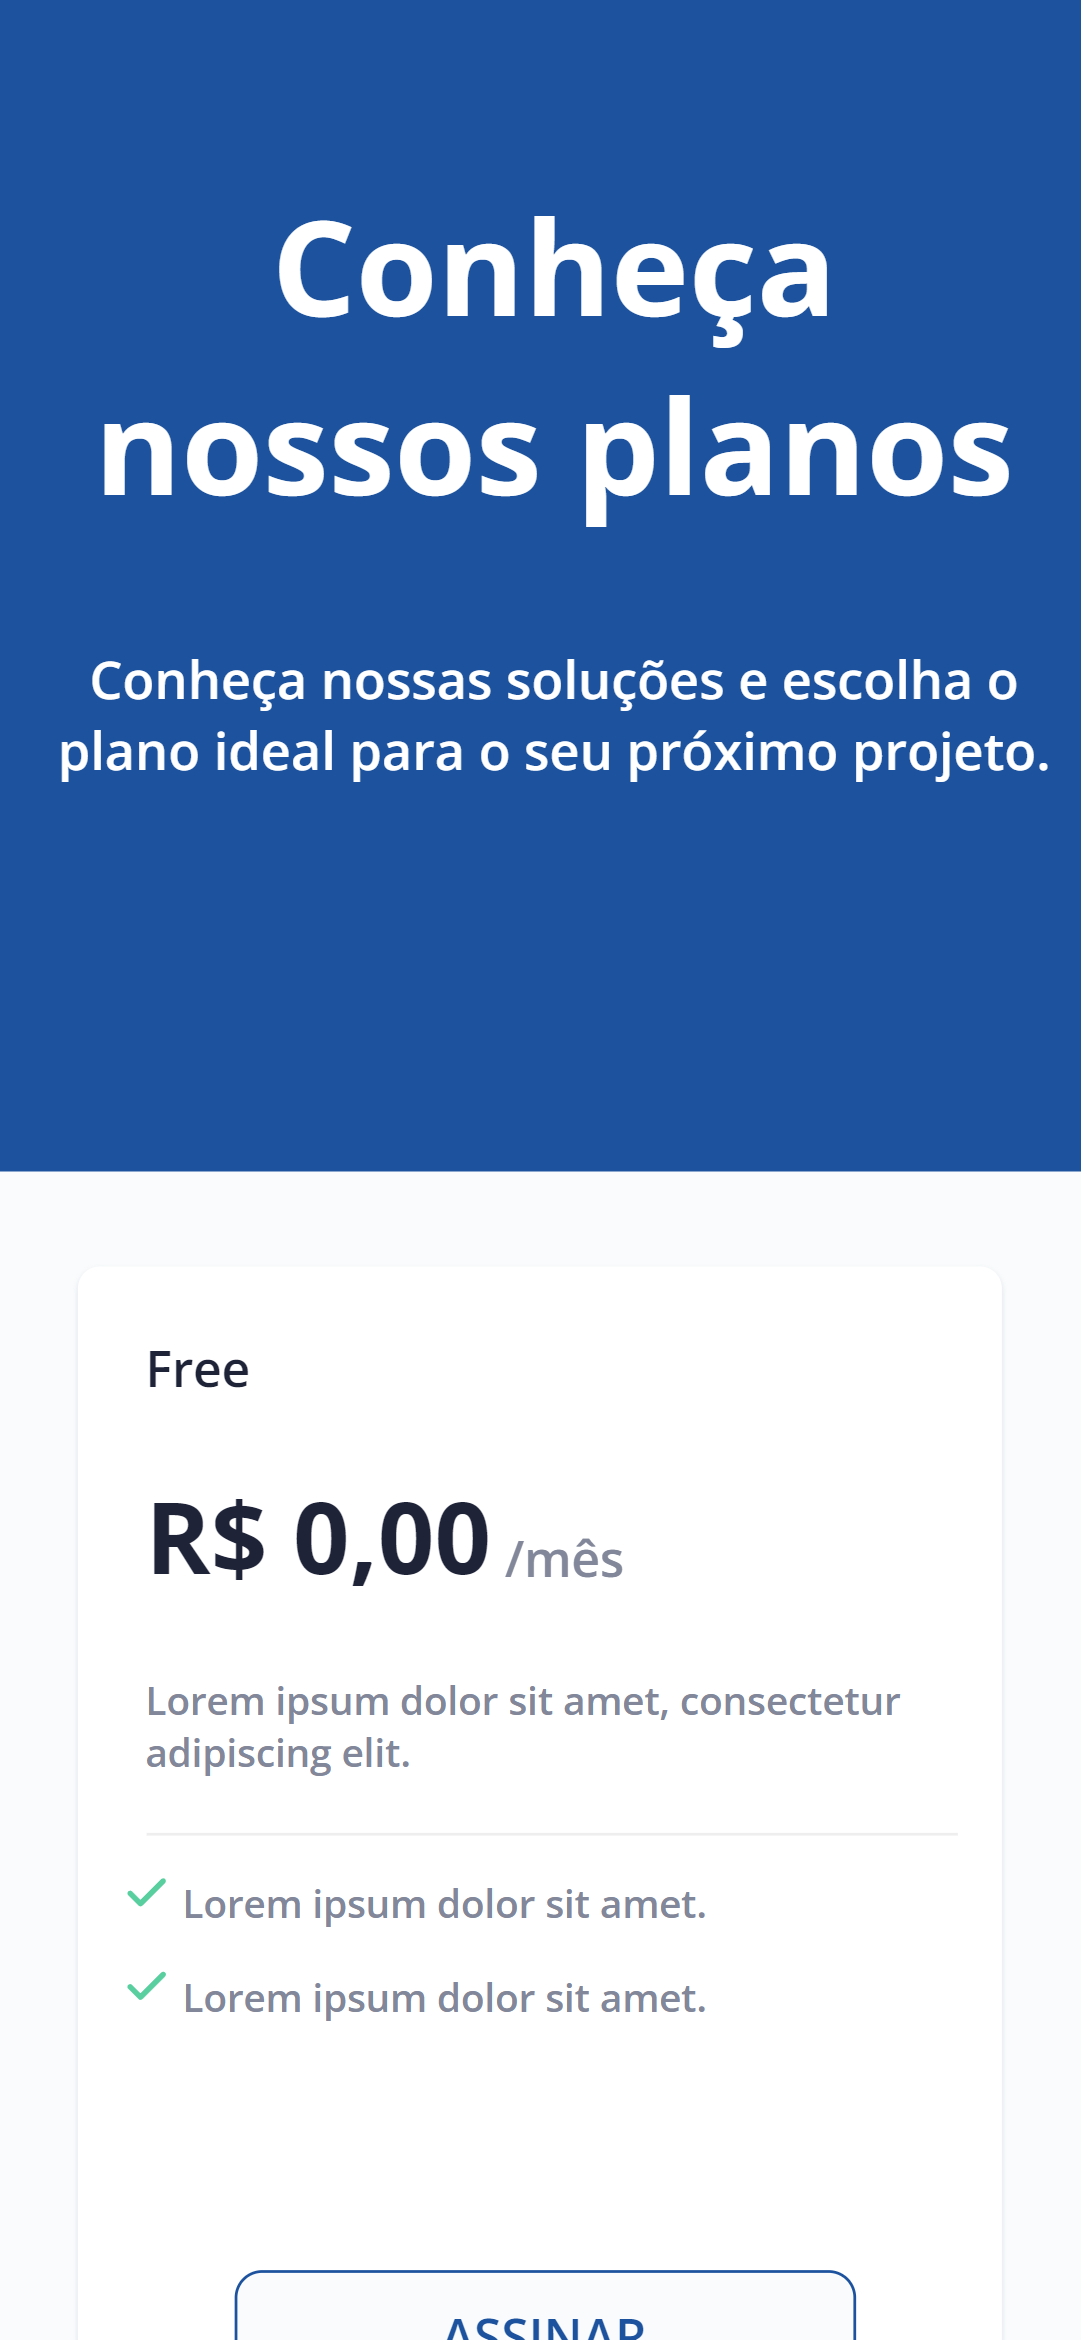 Conheça
nossos planos
Conheça nossas soluções e escolha o
plano ideal para o seu próximo projeto.
Free
R$ 0,00 /mês
Lorem ipsum dolor sit amet, consectetur
adipiscing elit.
Lorem ipsum dolor sit amet.
Lorem ipsum dolor sit amet.
ASSINAR